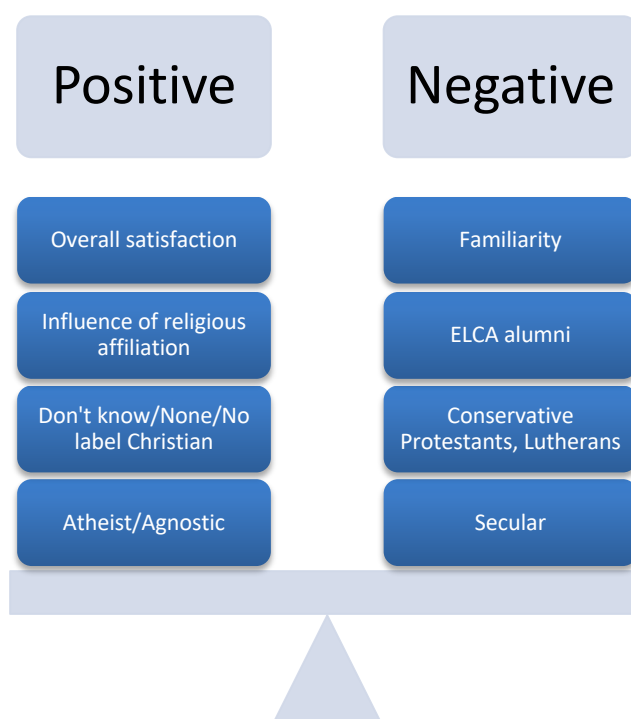 Positive
Negative
Overall satisfaction
Influence of religious
affiliation
Don't know/None/No
label Christian
Atheist/Agnostic
Familiarity
ELCA alumni
Conservative
Protestants, Lutherans
Secular